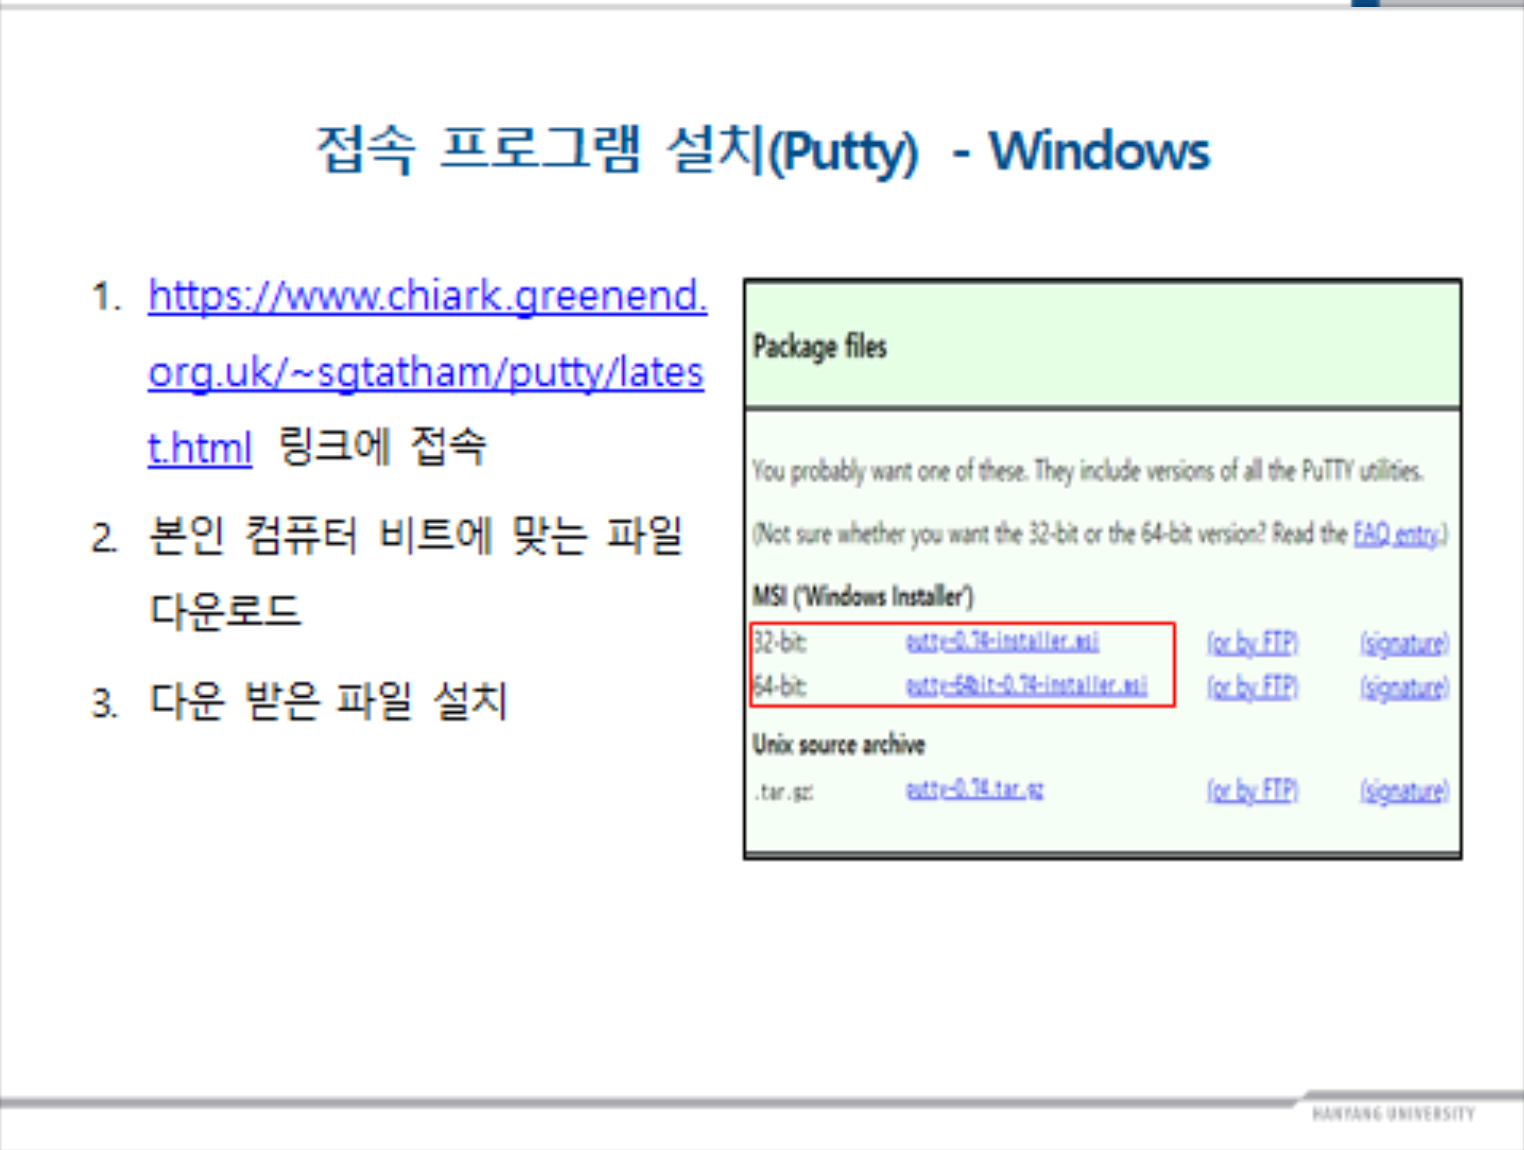 접속 프로그램 설치(Putty) - Windows
1. https://www.chiark.greenend.
org.uk/~sgtatham/putty/lates
t.html 링크에 접속
2. 본인 컴퓨터 비트에 맞는 파일
다운로드
3. 다운 받은 파일 설치
Package files
You probably want one of these. They include versions of all the PuTTY utilities.
(Not sure whether you want the 32-bit or the 64-bit version? Read the FAQ entry.)
MSI ('Windows Installer')
32-bit: putty-0.74-installer.msi (or by FTP) (signature)
64-bit: putty-64bit-0.74-installer.msi (or by FTP) (signature)
Unix source archive
.tar.gz: putty-0.74.tar.gz (or by FTP) (signature)
HANYANG UNIVERSITY